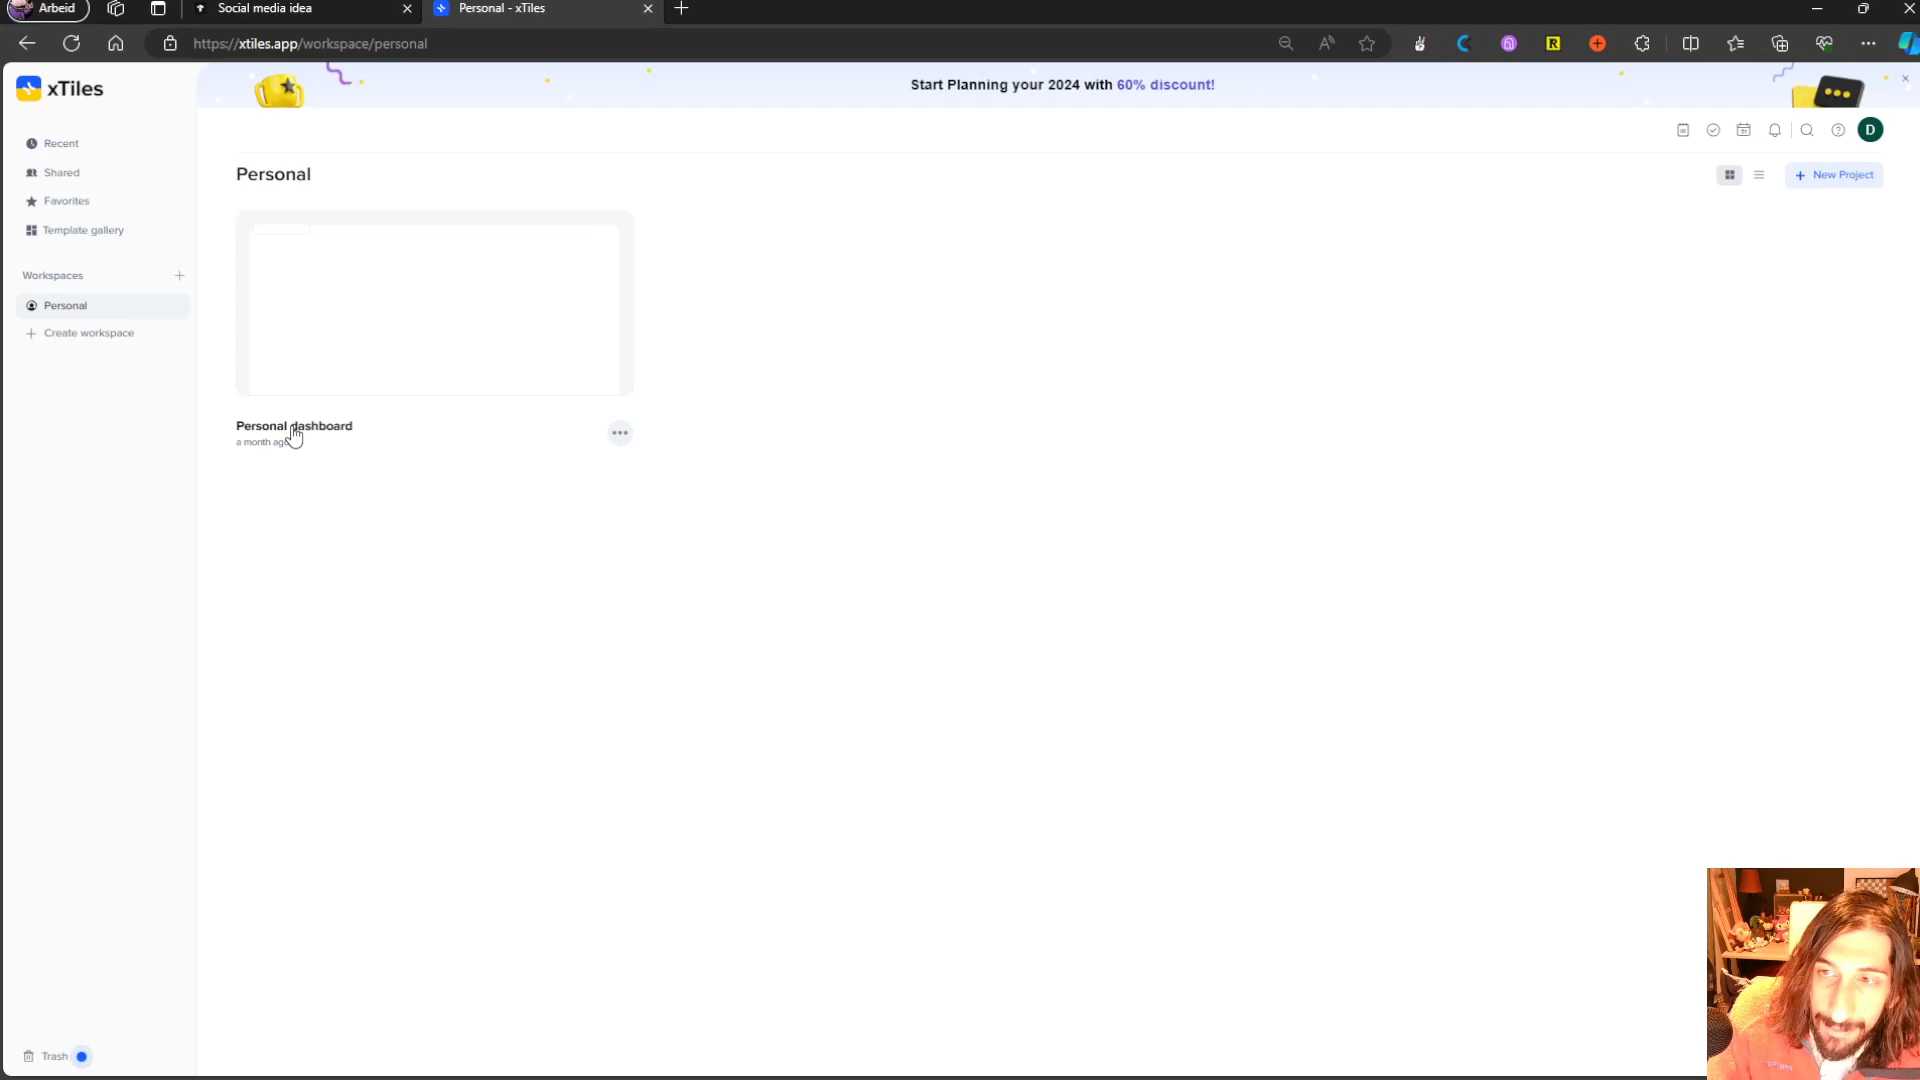 Arbeid
Social media idea
Personal - xTiles
https://xtiles.app/workspace/personal
xTiles
Start Planning your 2024 with 60% discount!
Recent
Shared
Favorites
Template gallery
Workspaces
Personal
Create workspace
Personal
New Project
D
Personal dashboard
a month ago
Trash